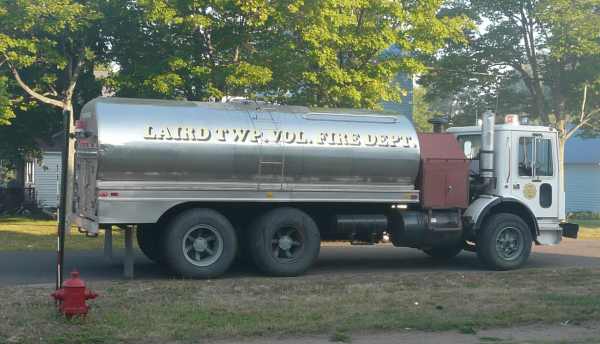 LAIRD TWP. VOL. FIRE DEPT.